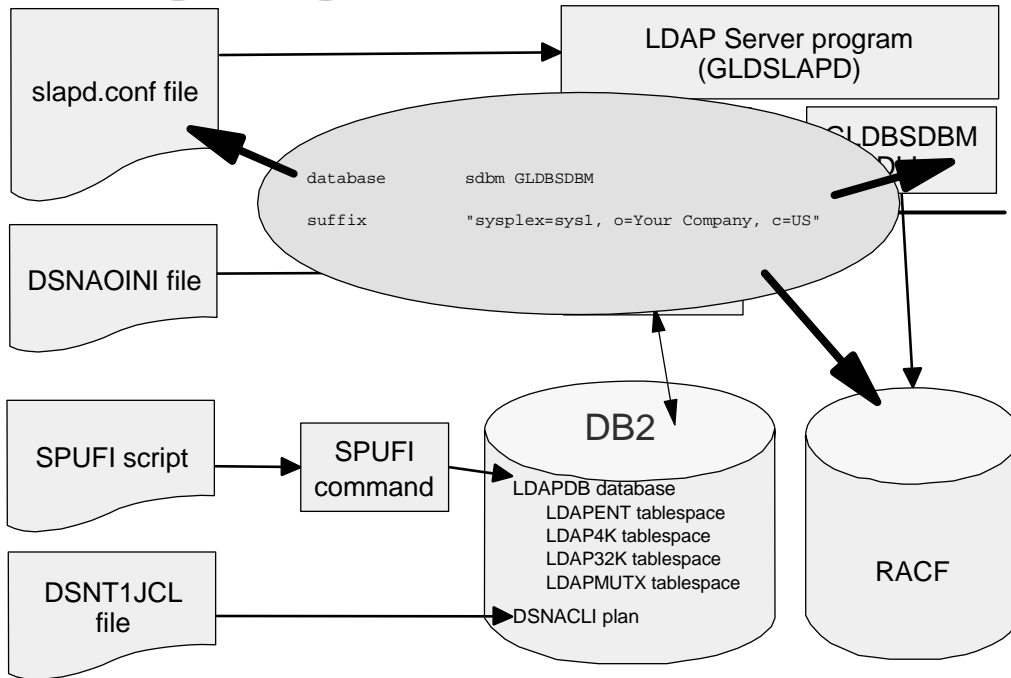 LDAP Server program
(GLDSLAPD)
slapd.conf file
GLDBSDBM
database sdbm GLDBSDBM
suffix "sysplex=sys1, o=Your Company, c=US"
DSNAOINI file
SPUFI script
SPUFI
command
DB2
LDAPDB database
LDAPENT tablespace
LDAP4K tablespace
LDAP32K tablespace
LDAPMUTX tablespace
DSNACLI plan
RACF
DSNT1JCL
file